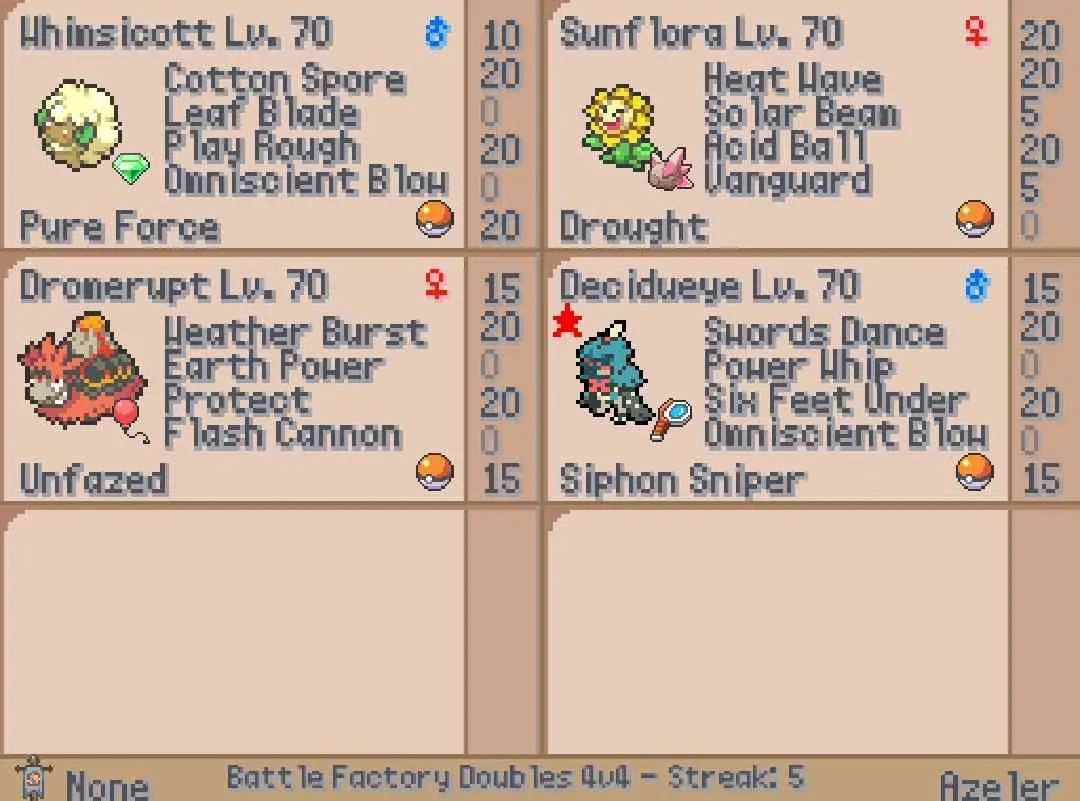 Whimsicott Lv. 70 ♂
Cotton Spore
Leaf Blade
Play Rough
Omniscient Blow
Pure Force
10
20
0
20
0
20
Sunflora Lv. 70 ♀
Heat Wave
Solar Beam
Acid Ball
Vanguard
Drought
20
20
5
20
5
0
Dromerupt Lv. 70 ♀
Weather Burst
Earth Power
Protect
Flash Cannon
Unfazed
15
20
0
20
0
15
Decidueye Lv. 70 ♂
Swords Dance
Power Whip
Six Feet Under
Omniscient Blow
Siphon Sniper
15
20
0
20
0
15
None
Battle Factory Doubles 4v4 - Streak: 5
Azeler